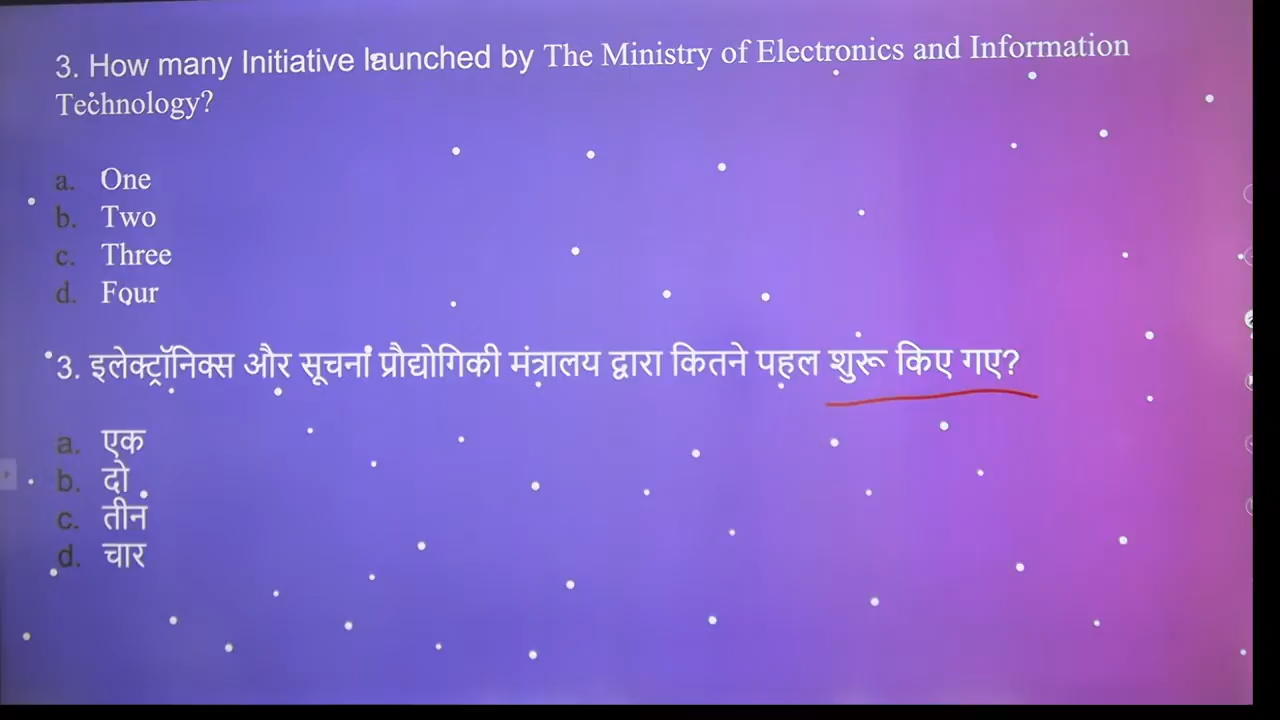 3. How many Initiative launched by The Ministry of Electronics and Information
Technology?
a. One
b. Two
c. Three
d. Four
3. इलेक्ट्रॉनिक्स और सूचना प्रौद्योगिकी मंत्रालय द्वारा कितने पहल शुरू किए गए?
a. एक
b. दो
c. तीन
d. चार